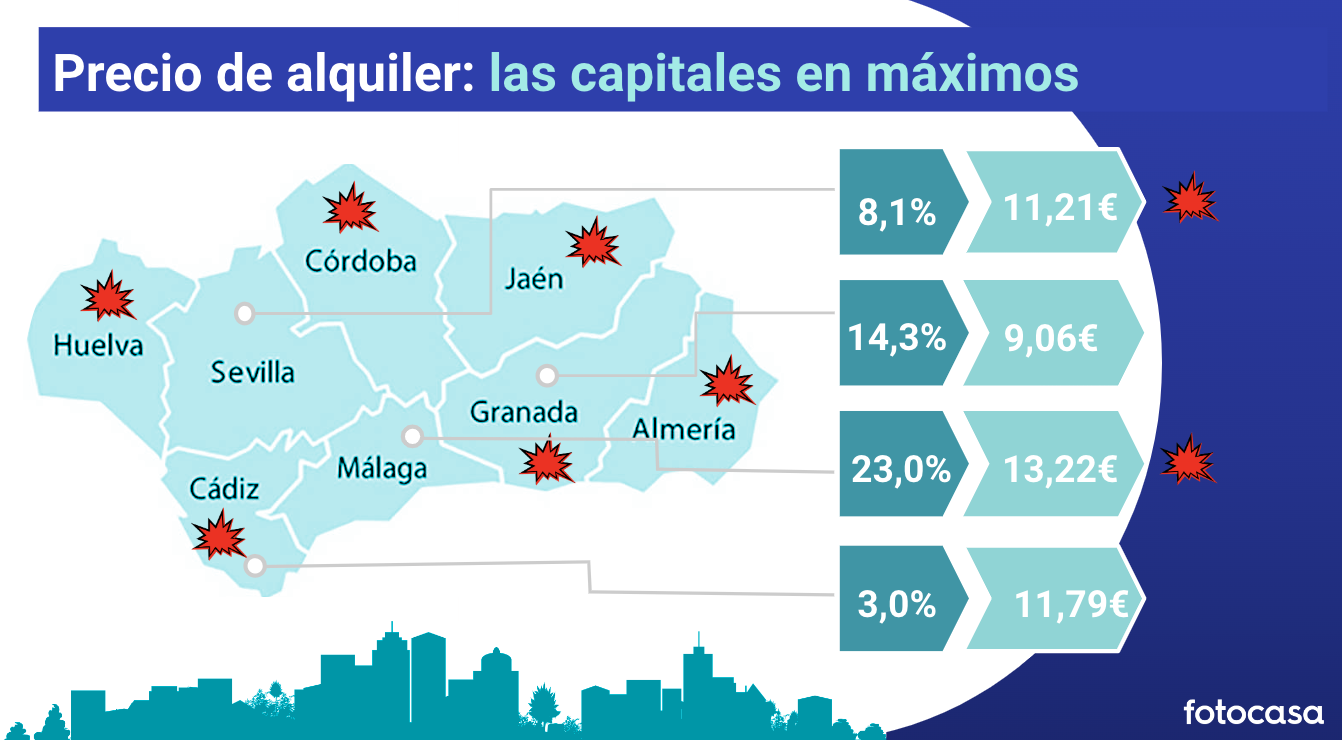 Precio de alquiler: las capitales en máximos
Córdoba
Jaén
Huelva
Sevilla
Granada
Almería
Málaga
Cádiz
8,1% 11,21€
14,3% 9,06€
23,0% 13,22€
3,0% 11,79€
fotocasa